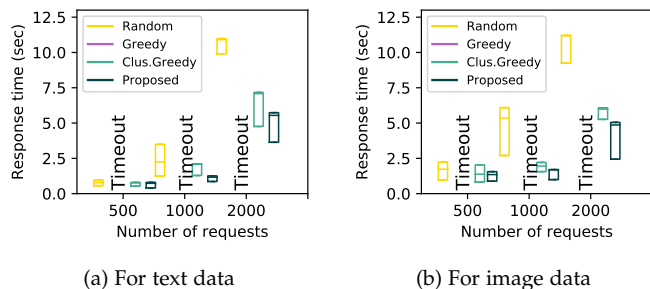 12.5
10.0
7.5
5.0
2.5
0.0
Response time (sec)
Random
Greedy
Clus.Greedy
Proposed
Timeout
Timeout
Timeout
500
1000
2000
Number of requests
(a) For text data
12.5
10.0
7.5
5.0
2.5
0.0
Response time (sec)
Random
Greedy
Clus.Greedy
Proposed
Timeout
Timeout
Timeout
500
1000
2000
Number of requests
(b) For image data